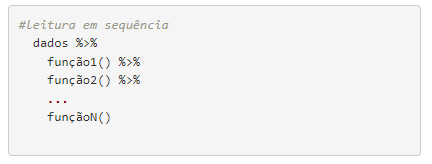 #leitura em sequência
dados %>%
função1() %>%
função2() %>%
...
funçãoN()